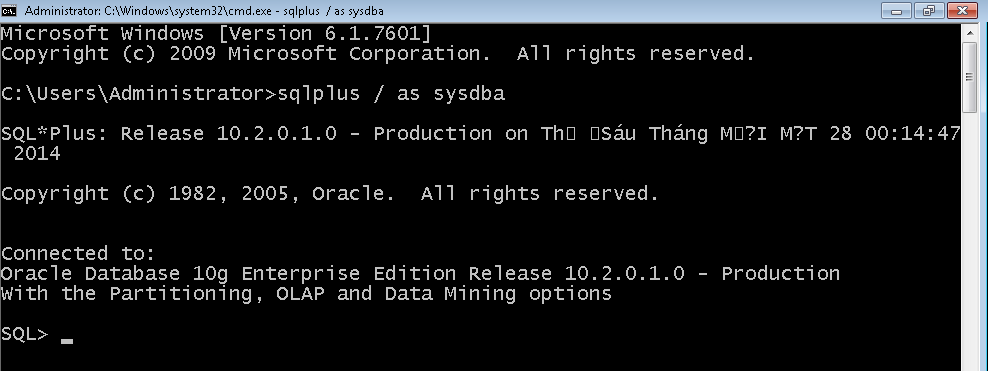 Administrator: C:\Windows\system32\cmd.exe - sqlplus / as sysdba
Microsoft Windows [Version 6.1.7601]
Copyright (c) 2009 Microsoft Corporation.  All rights reserved.
C:\Users\Administrator>sqlplus / as sysdba
SQL*Plus: Release 10.2.0.1.0 - Production on Th▯ ▯Sáu Tháng M▯?I M?T 28 00:14:47
2014
Copyright (c) 1982, 2005, Oracle.  All rights reserved.
Connected to:
Oracle Database 10g Enterprise Edition Release 10.2.0.1.0 - Production
With the Partitioning, OLAP and Data Mining options
SQL> _